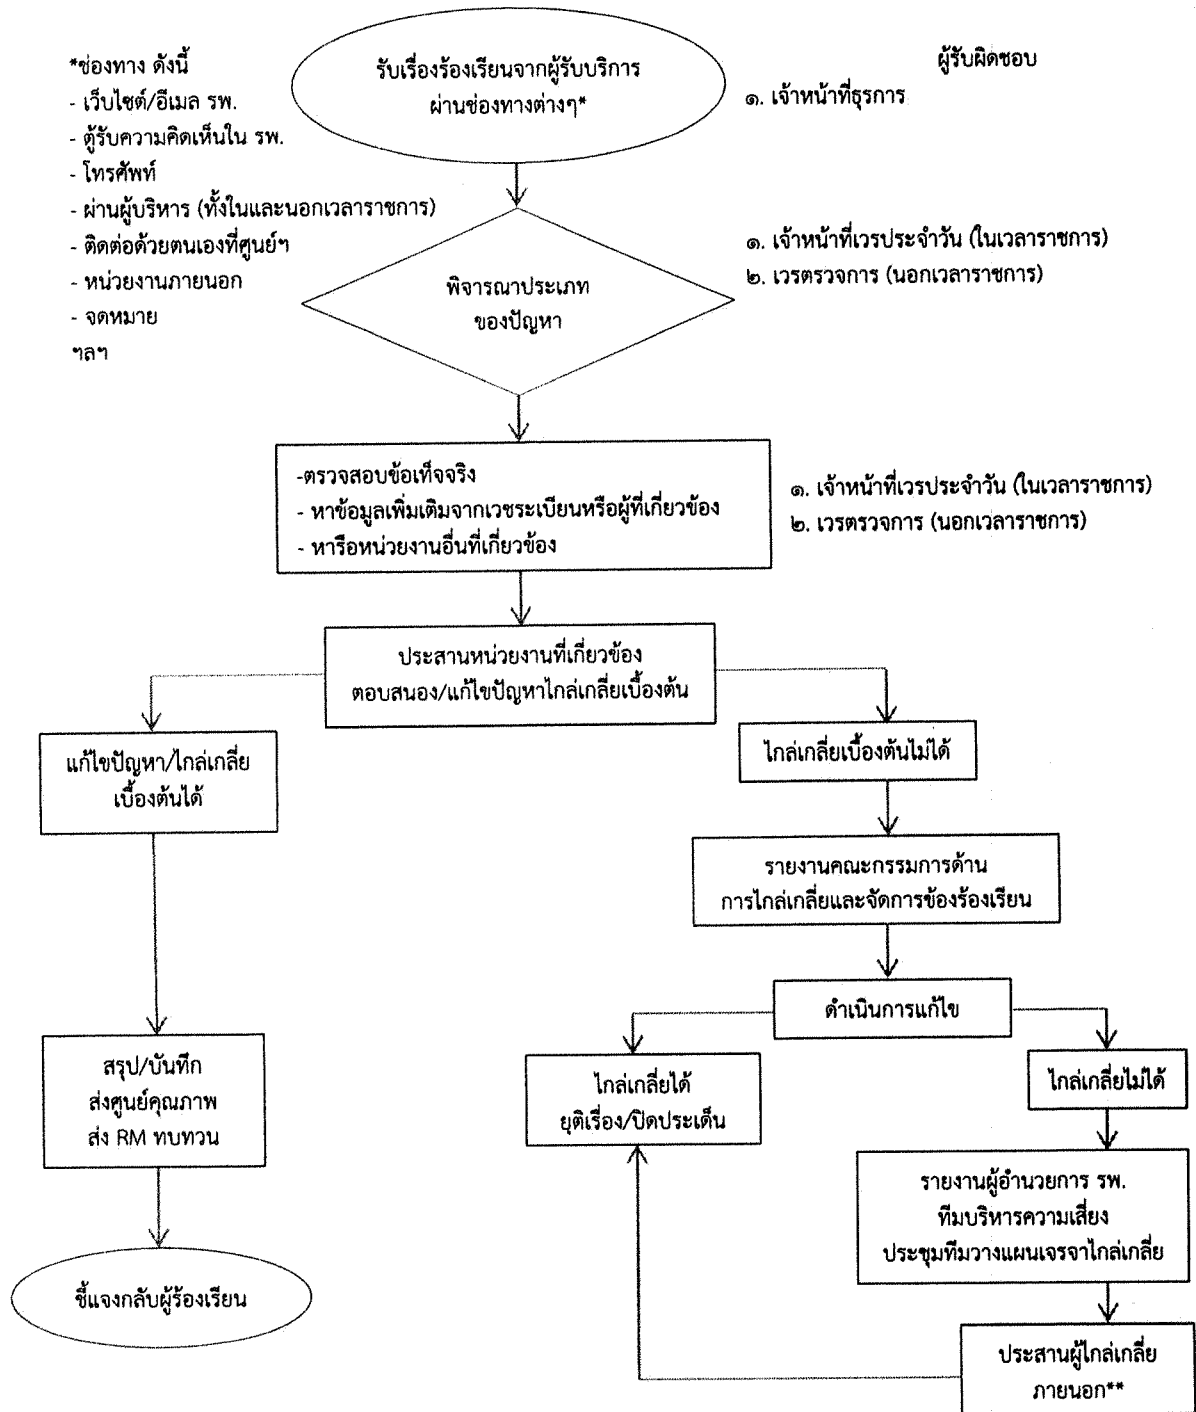 *ช่องทาง ดังนี้
- เว็บไซต์/อีเมล รพ.
- ตู้รับความคิดเห็นใน รพ.
- โทรศัพท์
- ผ่านผู้บริหาร (ทั้งในและนอกเวลาราชการ)
- ติดต่อด้วยตนเองที่ศูนย์ฯ
- หน่วยงานภายนอก
- จดหมาย
ฯลฯ
รับเรื่องร้องเรียนจากผู้รับบริการ
ผ่านช่องทางต่างๆ*
ผู้รับผิดชอบ
๑. เจ้าหน้าที่ธุรการ
พิจารณาประเภท
ของปัญหา
๑. เจ้าหน้าที่เวรประจำวัน (ในเวลาราชการ)
๒. เวรตรวจการ (นอกเวลาราชการ)
-ตรวจสอบข้อเท็จจริง
- หาข้อมูลเพิ่มเติมจากเวชระเบียนหรือผู้ที่เกี่ยวข้อง
- หารือหน่วยงานอื่นที่เกี่ยวข้อง
๑. เจ้าหน้าที่เวรประจำวัน (ในเวลาราชการ)
๒. เวรตรวจการ (นอกเวลาราชการ)
ประสานหน่วยงานที่เกี่ยวข้อง
ตอบสนอง/แก้ไขปัญหาไกล่เกลี่ยเบื้องต้น
แก้ไขปัญหา/ไกล่เกลี่ย
เบื้องต้นได้
ไกล่เกลี่ยเบื้องต้นไม่ได้
รายงานคณะกรรมการด้าน
การไกล่เกลี่ยและจัดการข้องร้องเรียน
ดำเนินการแก้ไข
สรุป/บันทึก
ส่งศูนย์คุณภาพ
ส่ง RM ทบทวน
ไกล่เกลี่ยได้
ยุติเรื่อง/ปิดประเด็น
ไกล่เกลี่ยไม่ได้
รายงานผู้อำนวยการ รพ.
ทีมบริหารความเสี่ยง
ประชุมทีมวางแผนเจรจาไกล่เกลี่ย
ชี้แจงกลับผู้ร้องเรียน
ประสานผู้ไกล่เกลี่ย
ภายนอก**